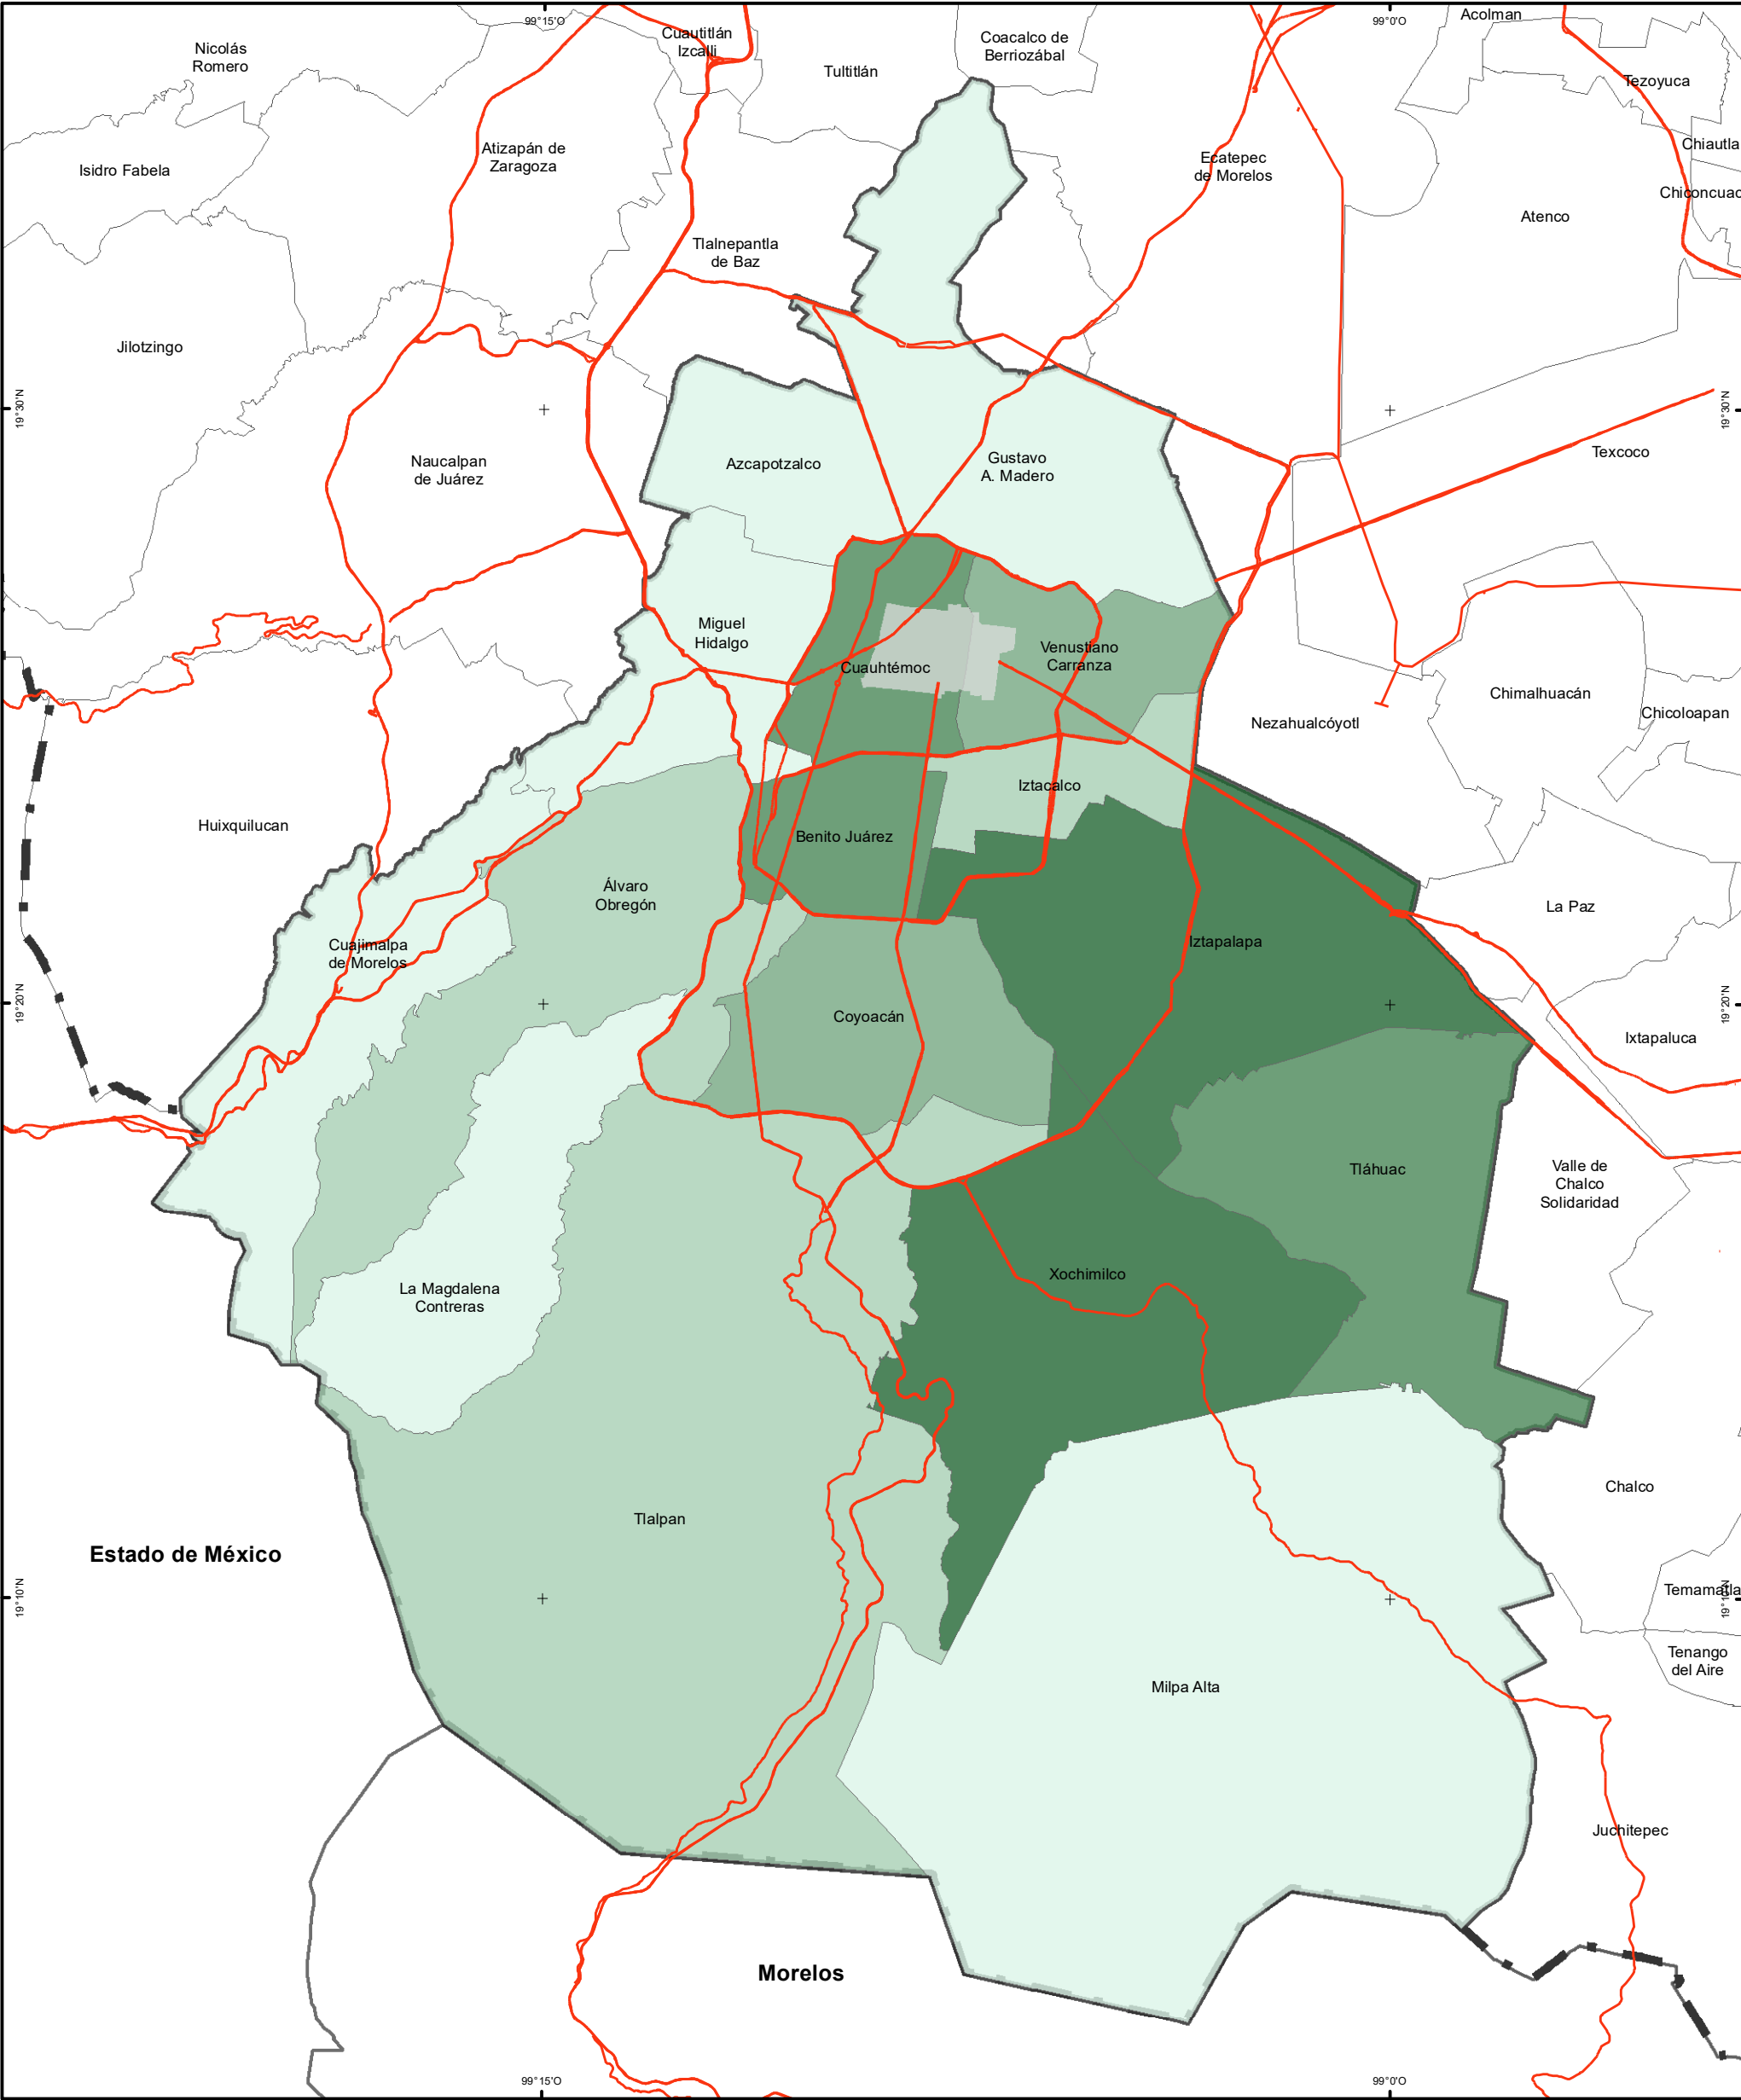 99°15'O
99°0'O
Acolman
Cuautitlán
Izcalli
Coacalco de
Berriozábal
Nicolás
Romero
Tultitlán
Tezoyuca
Atizapán de
Zaragoza
Chiautla
Ecatepec
de Morelos
Isidro Fabela
Chiconcuac
Atenco
Tlalnepantla
de Baz
Jilotzingo
19°30'N
19°30'N
Naucalpan
de Juárez
Azcapotzalco
Gustavo
A. Madero
Texcoco
Miguel
Hidalgo
Cuauhtémoc
Venustiano
Carranza
Chimalhuacán
Chicoloapan
Nezahualcóyotl
Iztacalco
Huixquilucan
Benito Juárez
Álvaro
Obregón
La Paz
Iztapalapa
Cuajimalpa
de Morelos
19°20'N
19°20'N
Coyoacán
Ixtapaluca
Tláhuac
Valle de
Chalco
Solidaridad
Xochimilco
La Magdalena
Contreras
Chalco
Tlalpan
Estado de México
19°10'N
Temamatla
19°10'N
Tenango
del Aire
Milpa Alta
Juchitepec
Morelos
99°15'O
99°0'O